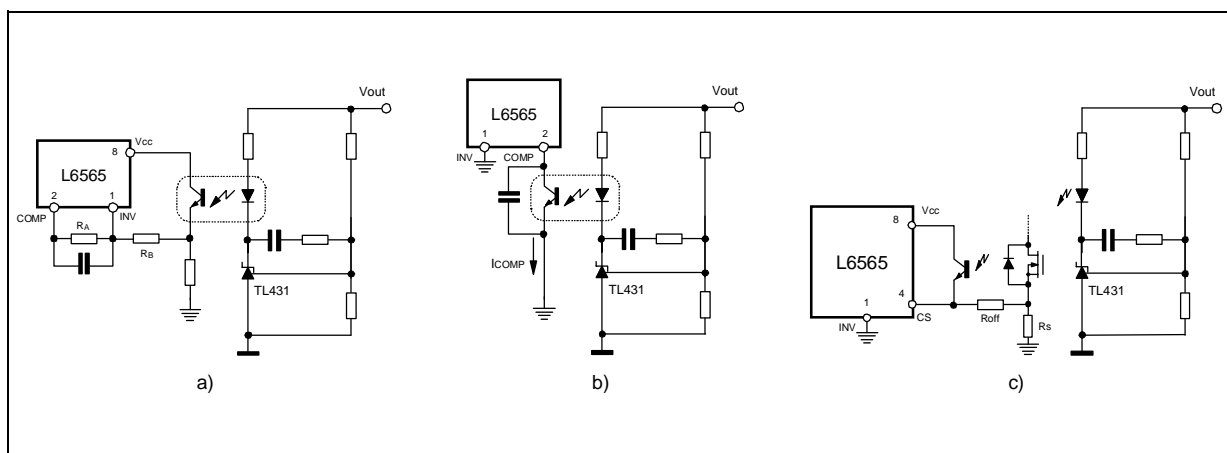 Vout
Vcc
8
L6565
2
1
COMP
INV
RA
RB
TL431
a)
Vout
L6565
1
2
INV
COMP
ICOMP
TL431
b)
Vout
Vcc
8
L6565
1
4
INV
CS
Roff
Rs
TL431
c)